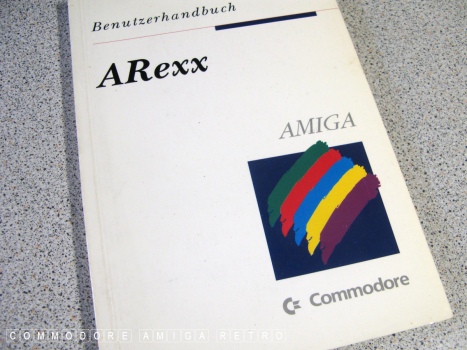 Benutzerhandbuch
ARexx
AMIGA
Commodore
COMMODORE AMIGA RETRO